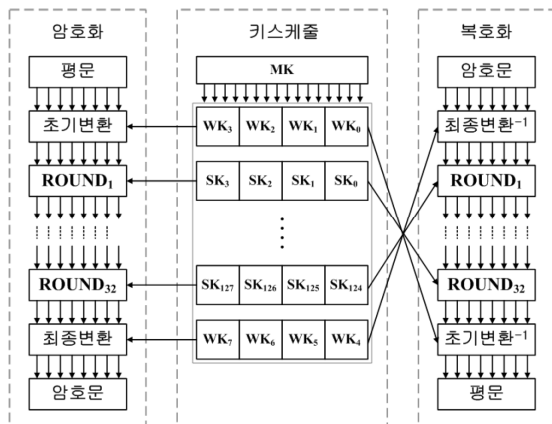 암호화
평문
초기변환
ROUND₁
ROUND₃₂
최종변환
암호문
키스케줄
MK
WK₃ WK₂ WK₁ WK₀
SK₃ SK₂ SK₁ SK₀
SK₁₂₇ SK₁₂₆ SK₁₂₅ SK₁₂₄
WK₇ WK₆ WK₅ WK₄
복호화
암호문
최종변환⁻¹
ROUND₁
ROUND₃₂
초기변환⁻¹
평문